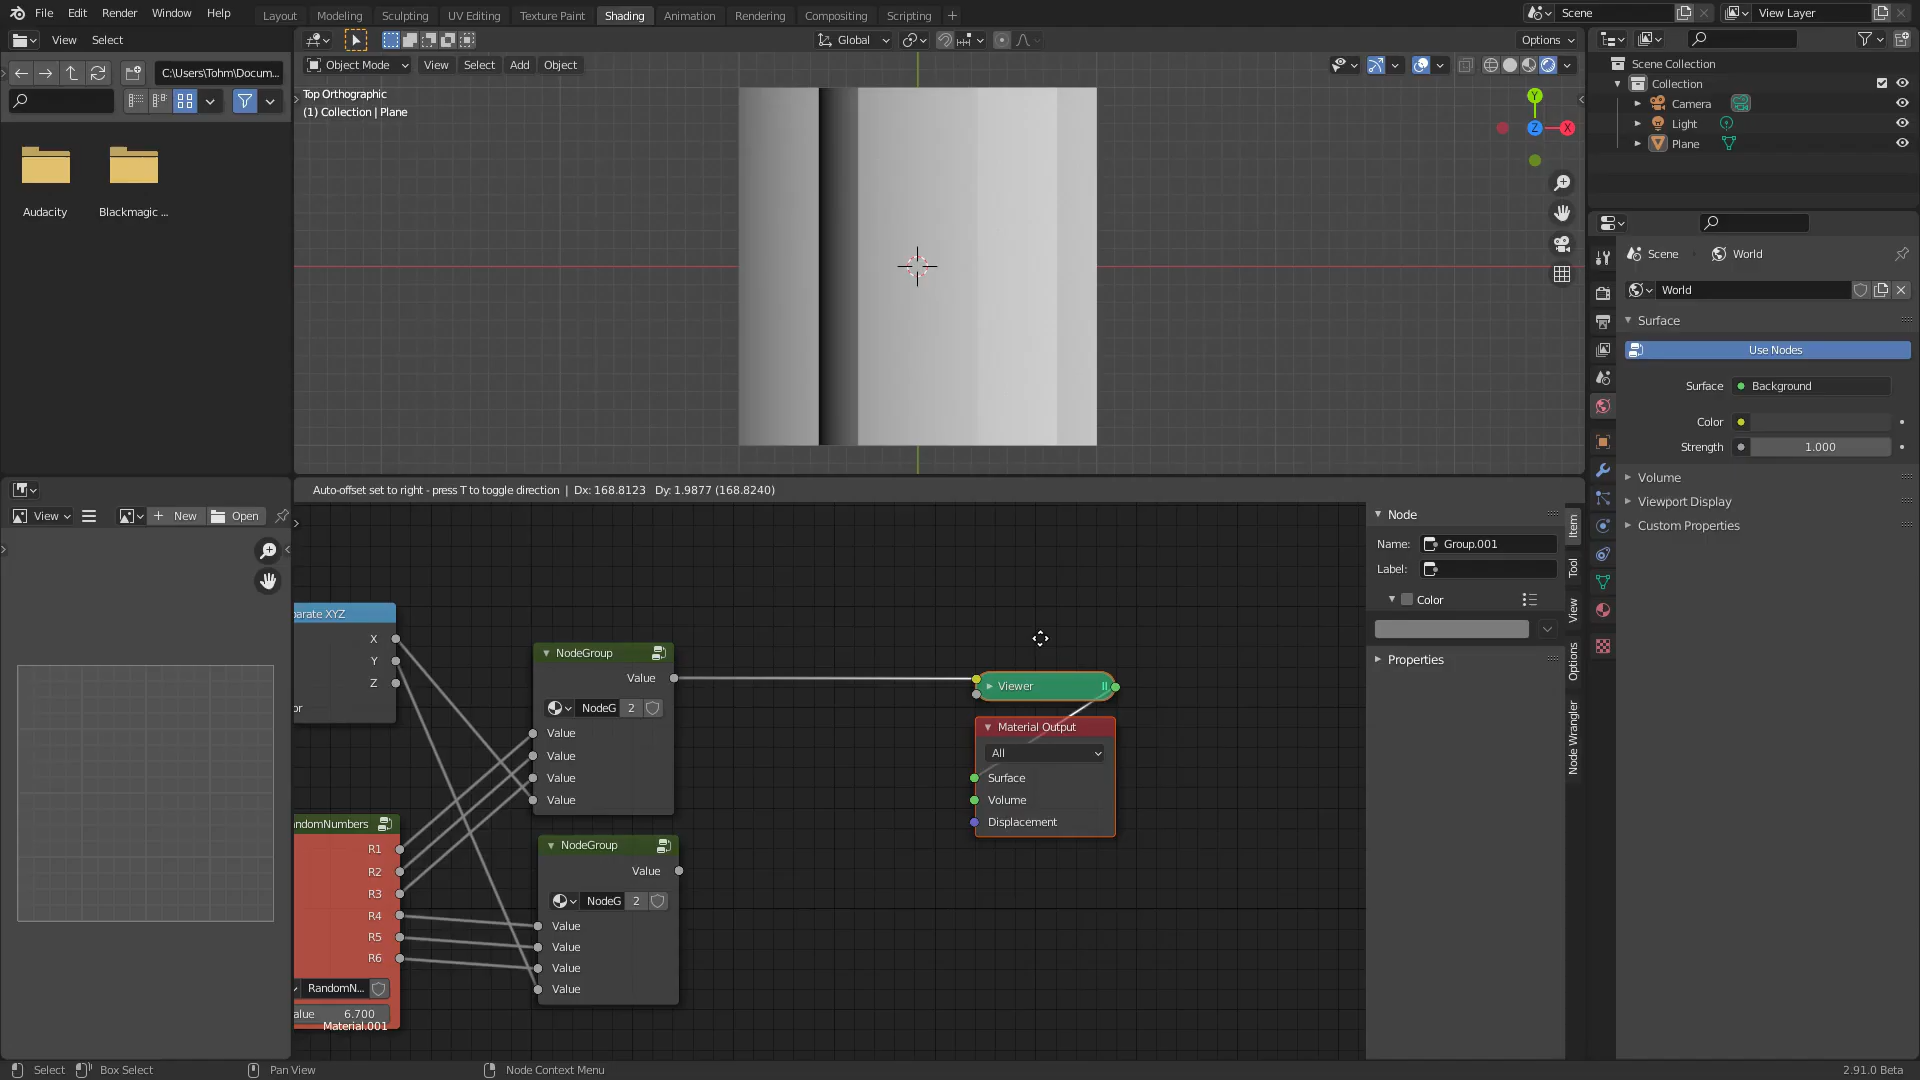 File Edit Render Window Help
Layout Modeling Sculpting UV Editing Texture Paint Shading Animation Rendering Compositing Scripting +
Scene
View Layer
View Select
Global
Options
C:\Users\Tohm\Docum...
Object Mode View Select Add Object
Top Orthographic
(1) Collection | Plane
Audacity
Blackmagic ...
Y
Z
X
Scene Collection
Collection
Camera
Light
Plane
Scene
World
World
Surface
Use Nodes
Surface Background
Color
Strength 1.000
Volume
Viewport Display
Custom Properties
Auto-offset set to right - press T to toggle direction | Dx: 168.8123 Dy: 1.9877 (168.8240)
View
New
Open
arate XYZ
X
Y
Z
or
andomNumbers
R1
R2
R3
R4
R5
R6
RandomN...
alue 6.700
Material.001
NodeGroup
Value
NodeG 2
Value
Value
Value
Value
NodeGroup
Value
NodeG 2
Value
Value
Value
Value
Viewer
Material Output
All
Surface
Volume
Displacement
Node
Name: Group.001
Label:
Color
Properties
Item
Tool
View
Options
Node Wrangler
Select
Box Select
Pan View
Node Context Menu
2.91.0 Beta